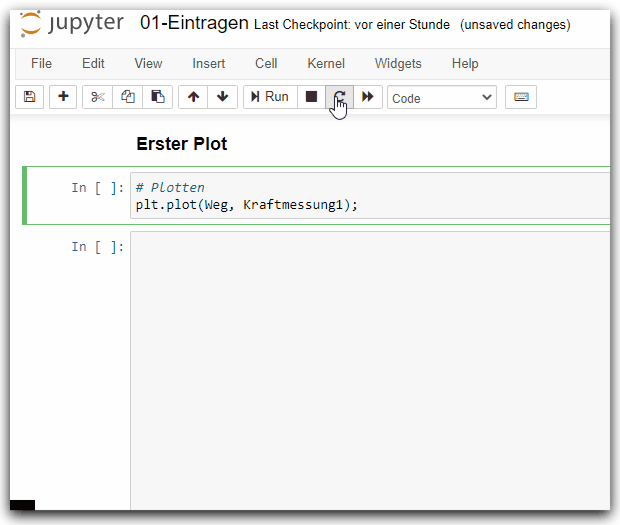 jupyter 01-Eintragen Last Checkpoint: vor einer Stunde (unsaved changes)
File Edit View Insert Cell Kernel Widgets Help
Run Code
Erster Plot
In [ ]: # Plotten
plt.plot(Weg, Kraftmessung1);
In [ ]: